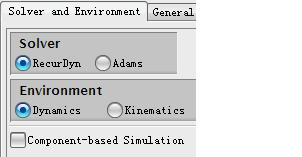 Solver and Environment General
Solver
RecurDyn Adams
Environment
Dynamics Kinematics
Component-based Simulation